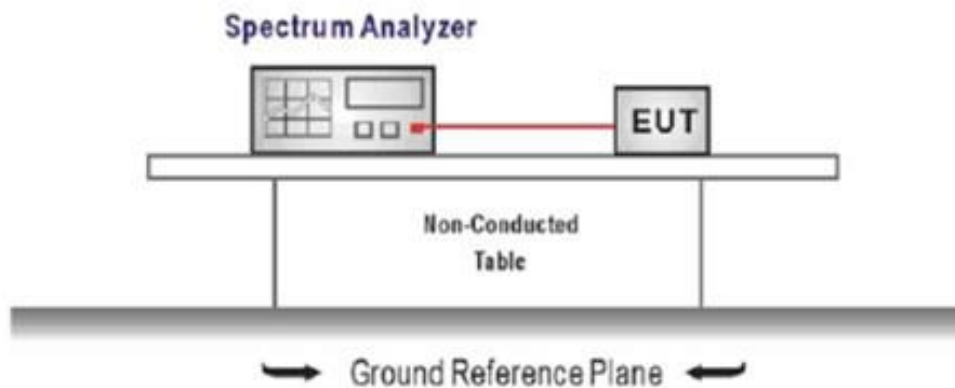 Spectrum Analyzer
EUT
Non-Conducted
Table
Ground Reference Plane